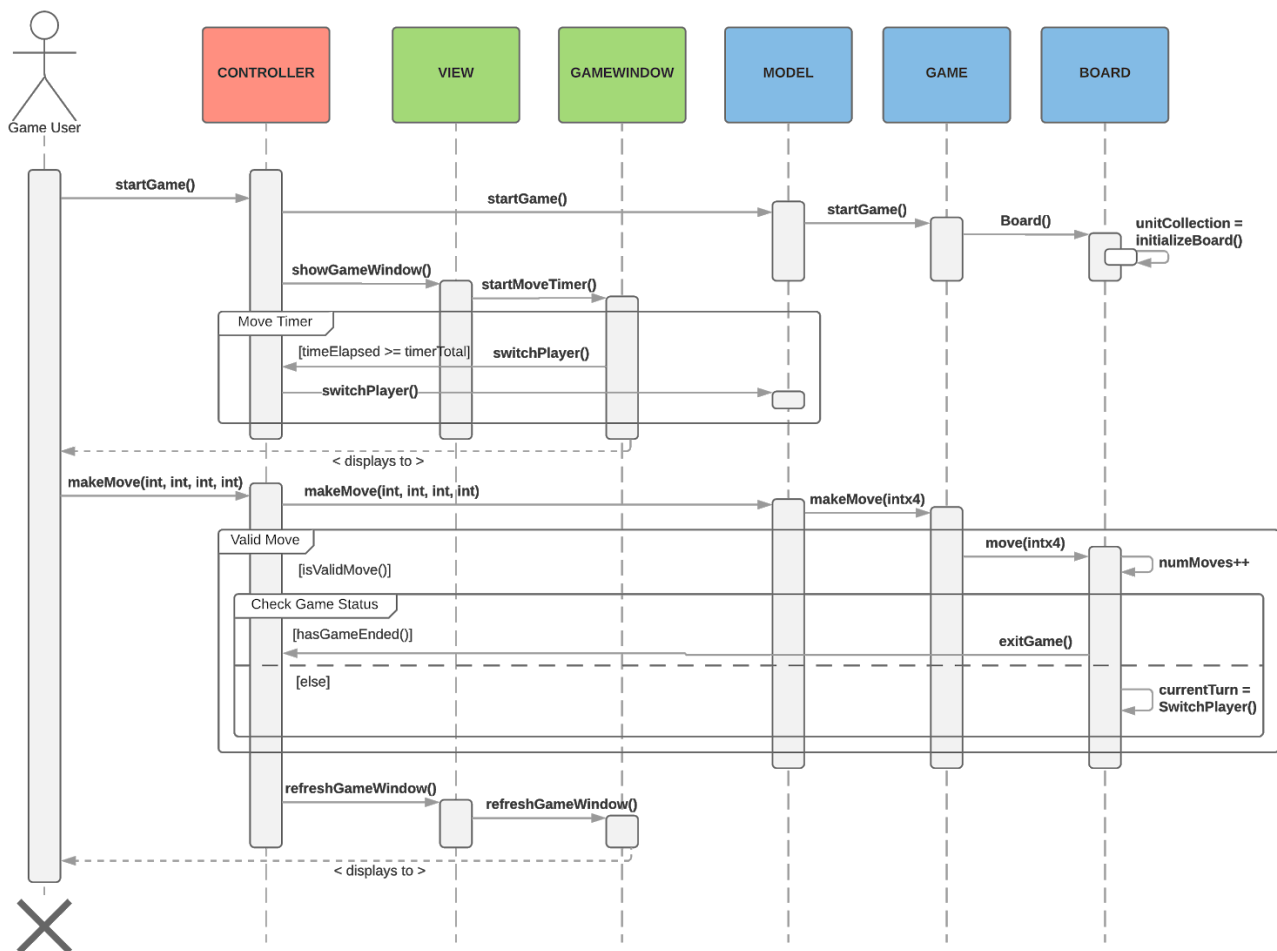 CONTROLLER
VIEW
GAMEWINDOW
MODEL
GAME
BOARD
Game User
startGame()
startGame()
startGame()
Board()
unitCollection =
initializeBoard()
showGameWindow()
startMoveTimer()
Move Timer
[timeElapsed >= timerTotal]
switchPlayer()
switchPlayer()
< displays to >
makeMove(int, int, int, int)
makeMove(int, int, int, int)
makeMove(intx4)
Valid Move
move(intx4)
numMoves++
[isValidMove()]
Check Game Status
[hasGameEnded()]
exitGame()
[else]
currentTurn =
SwitchPlayer()
refreshGameWindow()
refreshGameWindow()
< displays to >